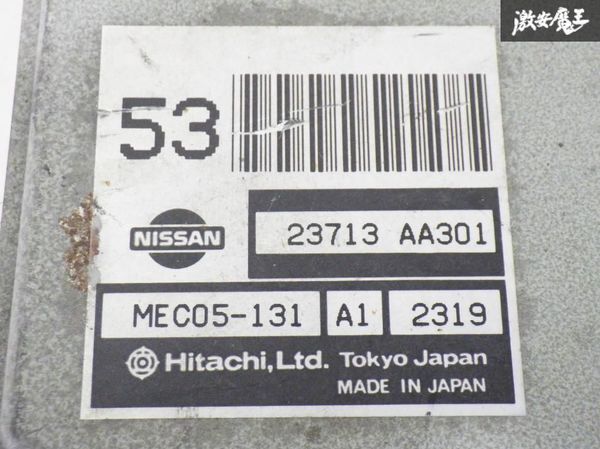 激安魔王
53
NISSAN
23713 AA301
MEC05-131 A1 2319
Hitachi,Ltd. Tokyo Japan
MADE IN JAPAN